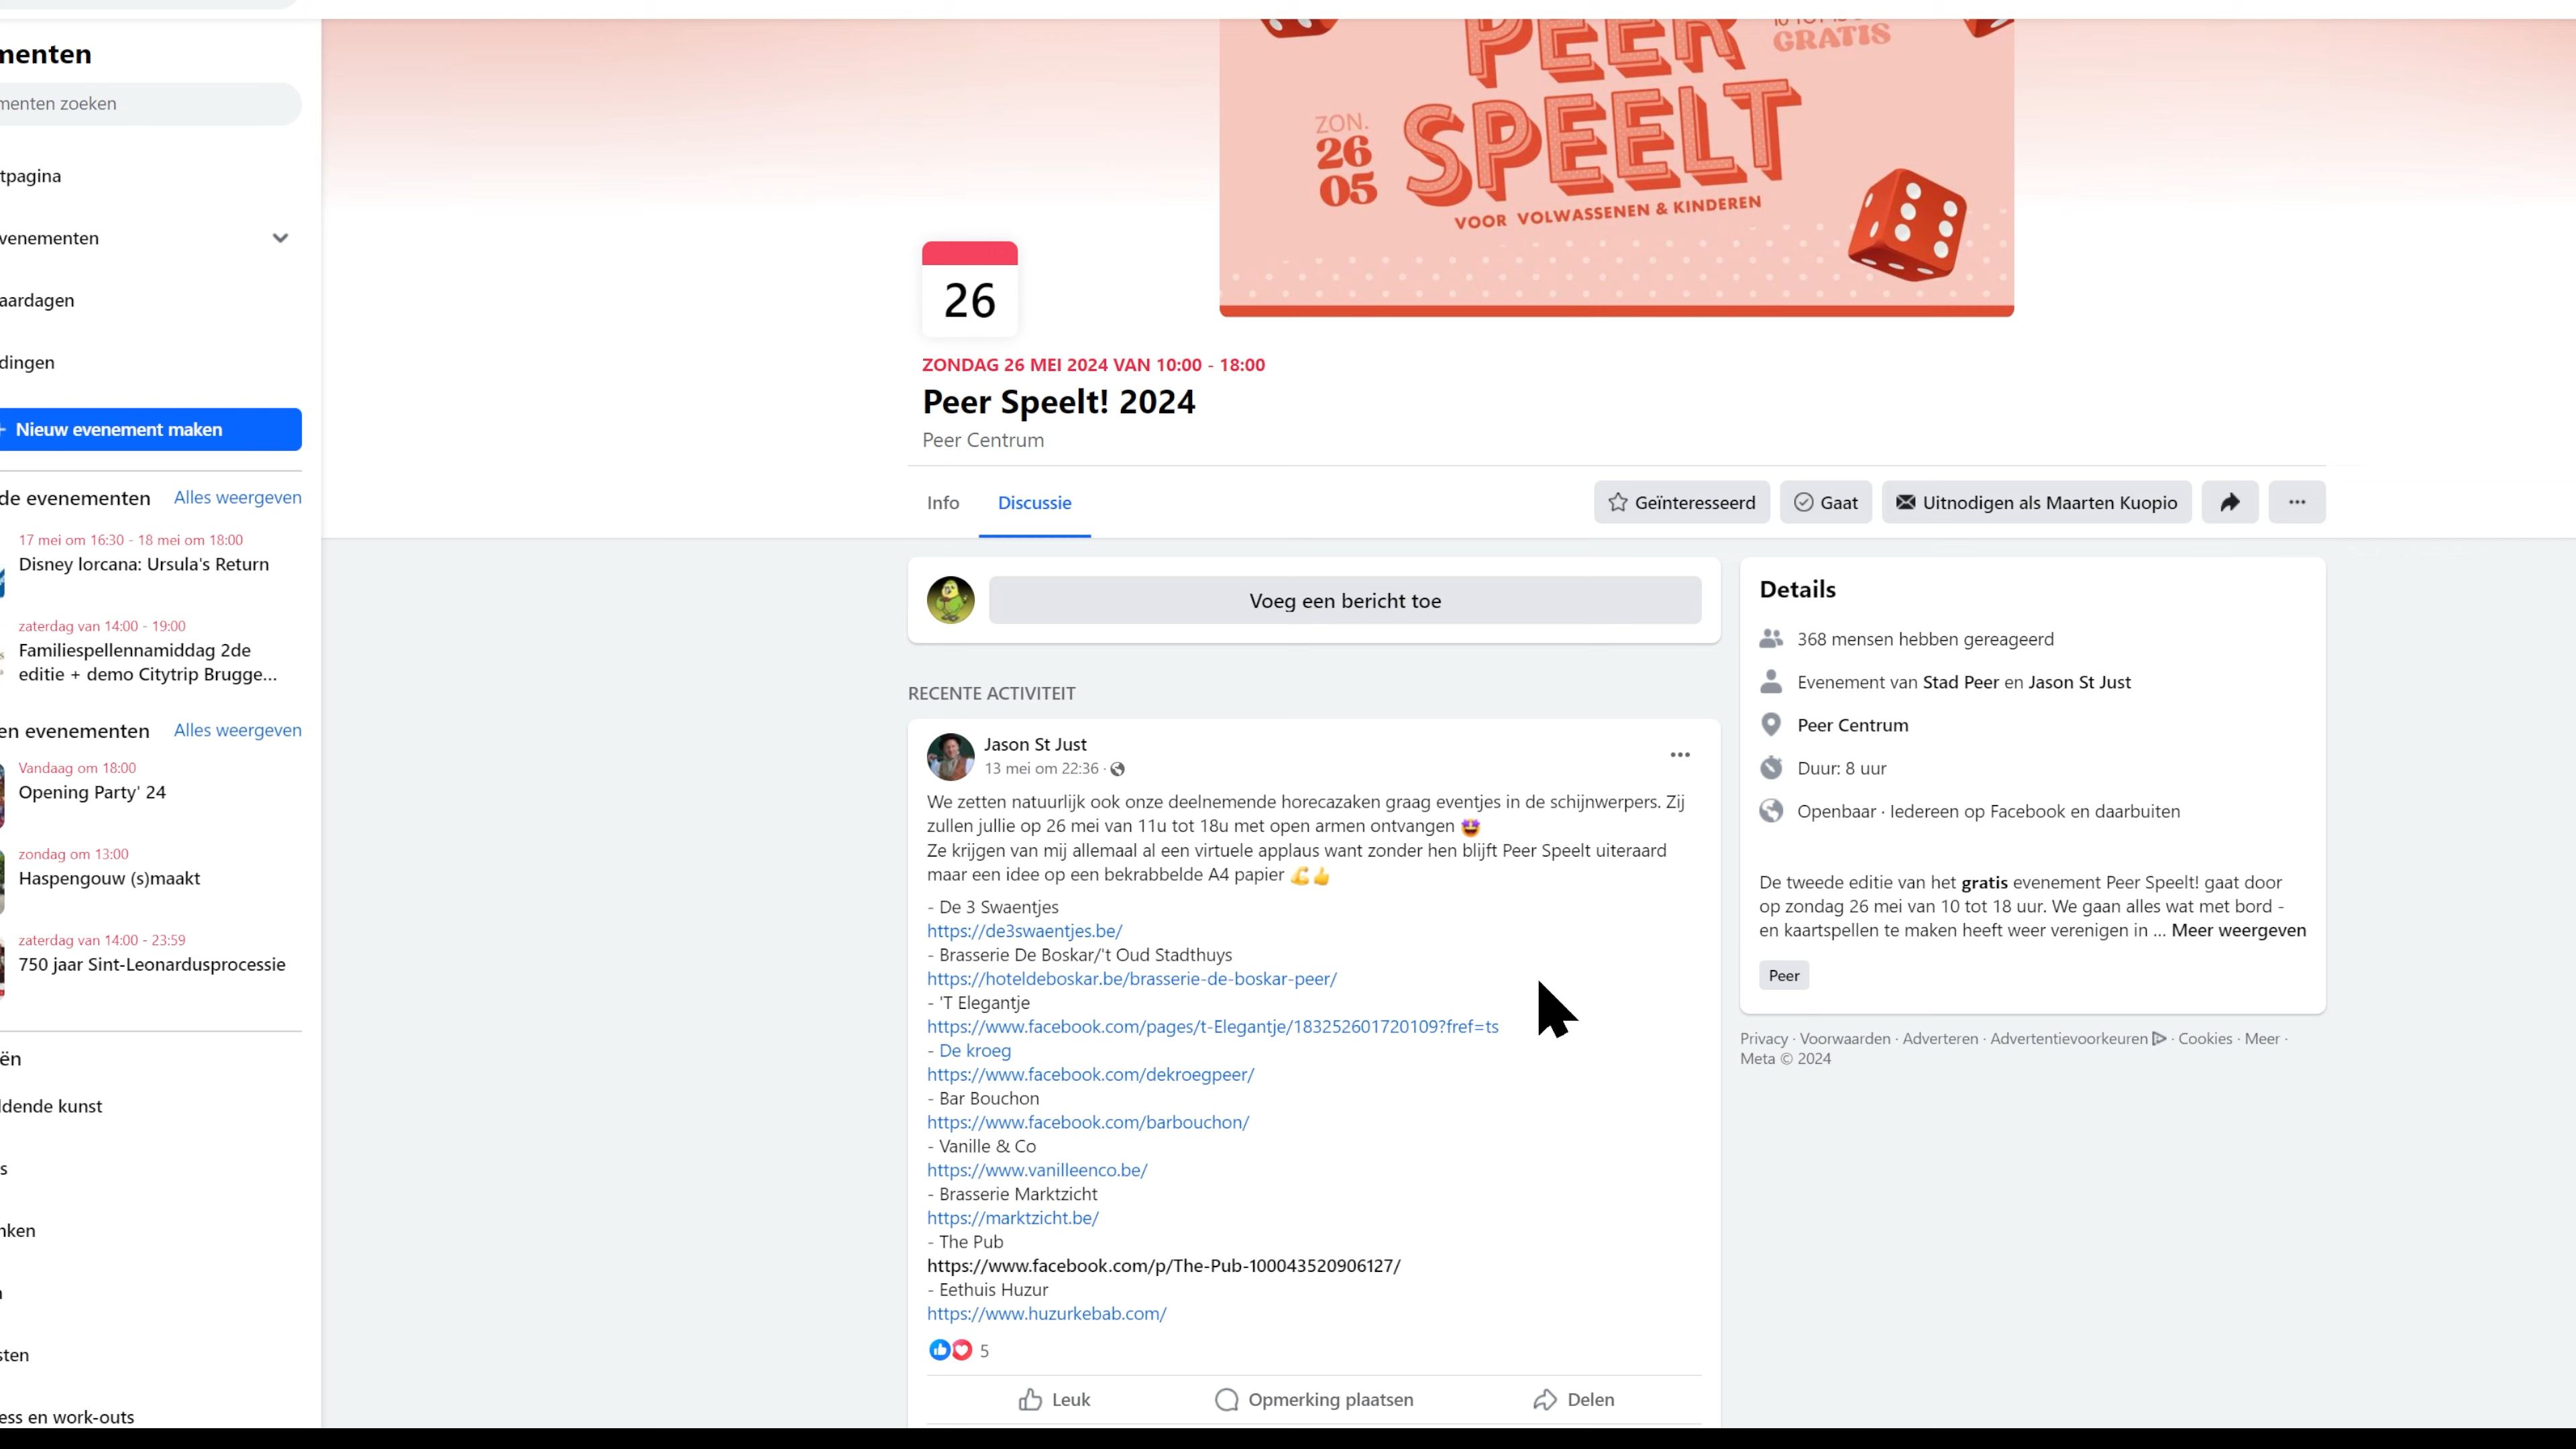 menten
menten zoeken
tpagina
venementen
aardagen
dingen
+ Nieuw evenement maken
de evenementen Alles weergeven
17 mei om 16:30 - 18 mei om 18:00
Disney lorcana: Ursula's Return
zaterdag van 14:00 - 19:00
Familiespellennamiddag 2de
editie + demo Citytrip Brugge...
en evenementen Alles weergeven
Vandaag om 18:00
Opening Party' 24
zondag om 13:00
Haspengouw (s)maakt
zaterdag van 14:00 - 23:59
750 jaar Sint-Leonardusprocessie
ën
ldende kunst
s
nken
sten
ess en work-outs
PEER
GRATIS
SPEELT
ZON.
26
05
VOOR VOLWASSENEN & KINDEREN
26
ZONDAG 26 MEI 2024 VAN 10:00 - 18:00
Peer Speelt! 2024
Peer Centrum
Info Discussie
Geïnteresseerd Gaat Uitnodigen als Maarten Kuopio
Voeg een bericht toe
RECENTE ACTIVITEIT
Jason St Just
13 mei om 22:36 ·
We zetten natuurlijk ook onze deelnemende horecazaken graag eventjes in de schijnwerpers. Zij
zullen jullie op 26 mei van 11u tot 18u met open armen ontvangen 🤩
Ze krijgen van mij allemaal al een virtuele applaus want zonder hen blijft Peer Speelt uiteraard
maar een idee op een bekrabbelde A4 papier 💪👍
- De 3 Swaentjes
https://de3swaentjes.be/
- Brasserie De Boskar/'t Oud Stadthuys
https://hoteldeboskar.be/brasserie-de-boskar-peer/
- 'T Elegantje
https://www.facebook.com/pages/t-Elegantje/183252601720109?fref=ts
- De kroeg
https://www.facebook.com/dekroegpeer/
- Bar Bouchon
https://www.facebook.com/barbouchon/
- Vanille & Co
https://www.vanilleenco.be/
- Brasserie Marktzicht
https://marktzicht.be/
- The Pub
https://www.facebook.com/p/The-Pub-100043520906127/
- Eethuis Huzur
https://www.huzurkebab.com/
5
Leuk Opmerking plaatsen Delen
Details
368 mensen hebben gereageerd
Evenement van Stad Peer en Jason St Just
Peer Centrum
Duur: 8 uur
Openbaar · Iedereen op Facebook en daarbuiten
De tweede editie van het gratis evenement Peer Speelt! gaat door
op zondag 26 mei van 10 tot 18 uur. We gaan alles wat met bord -
en kaartspellen te maken heeft weer verenigen in ... Meer weergeven
Peer
Privacy · Voorwaarden · Adverteren · Advertentievoorkeuren · Cookies · Meer ·
Meta © 2024